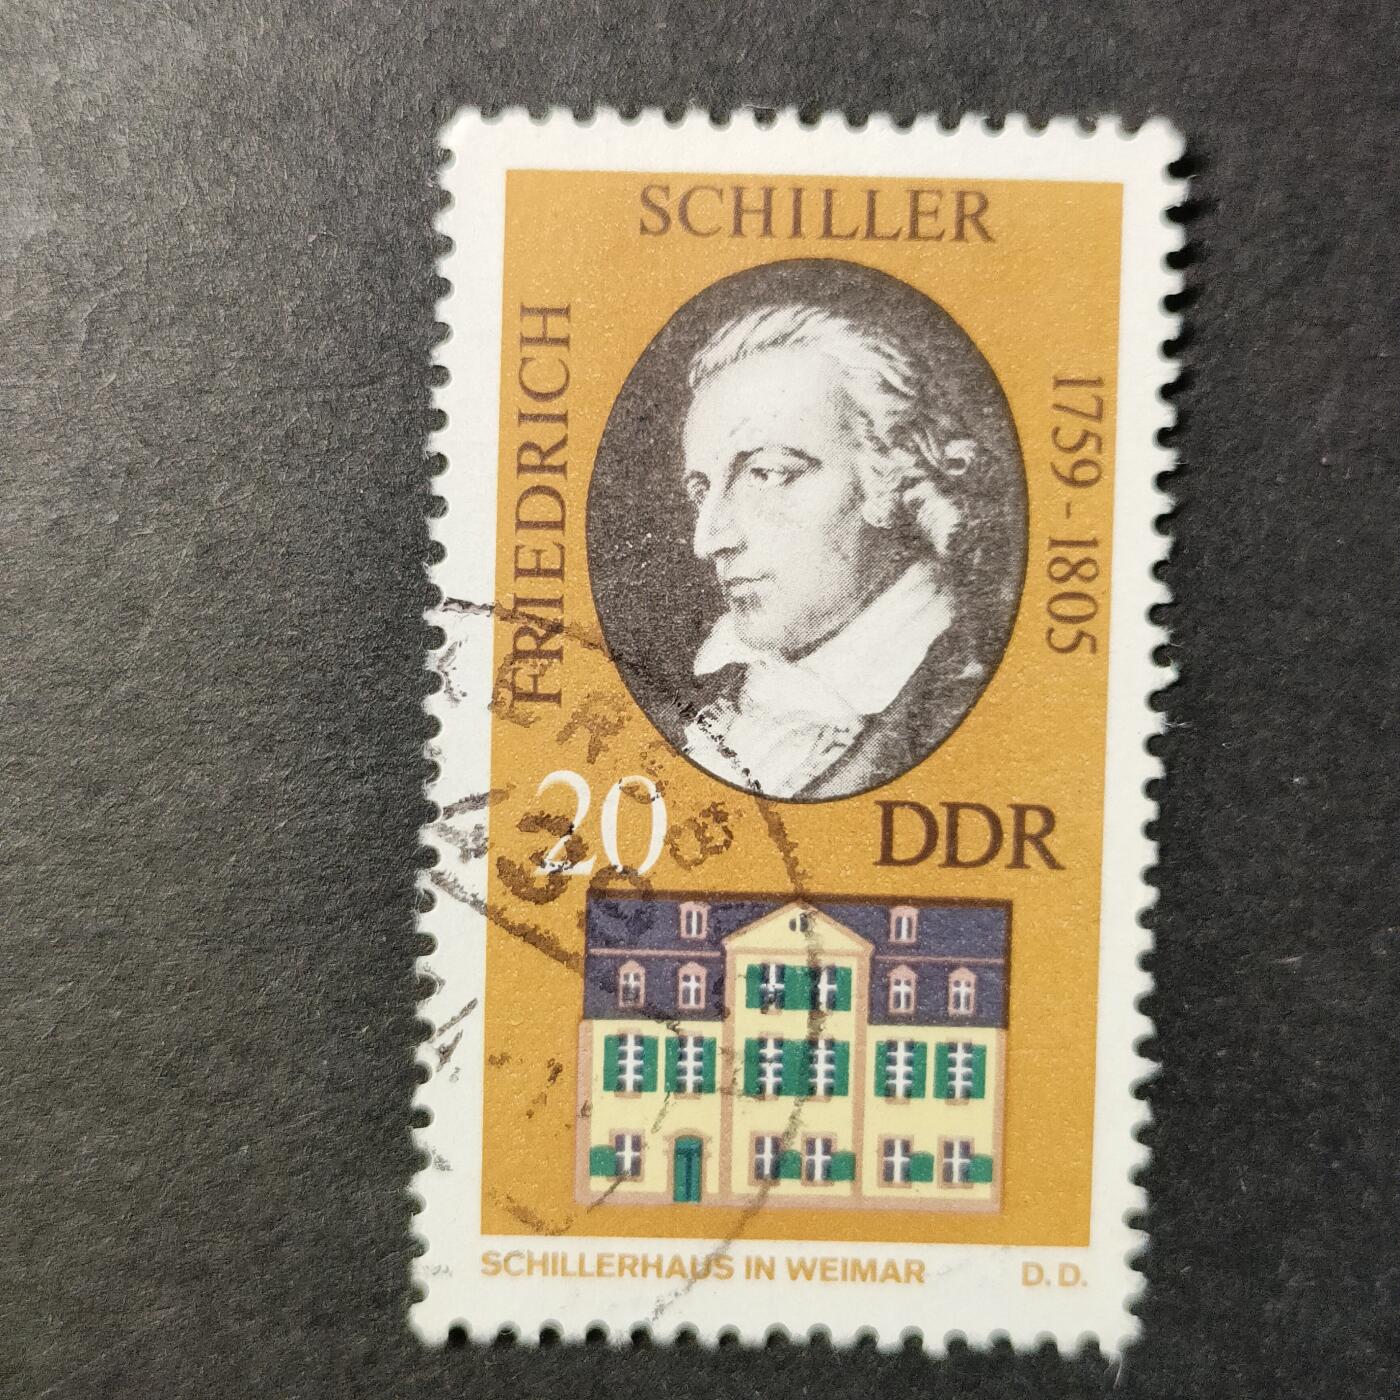 SCHILLER
FRIEDRICH
1759-1805
20
DDR
SCHILLERHAUS IN WEIMAR
D.D.